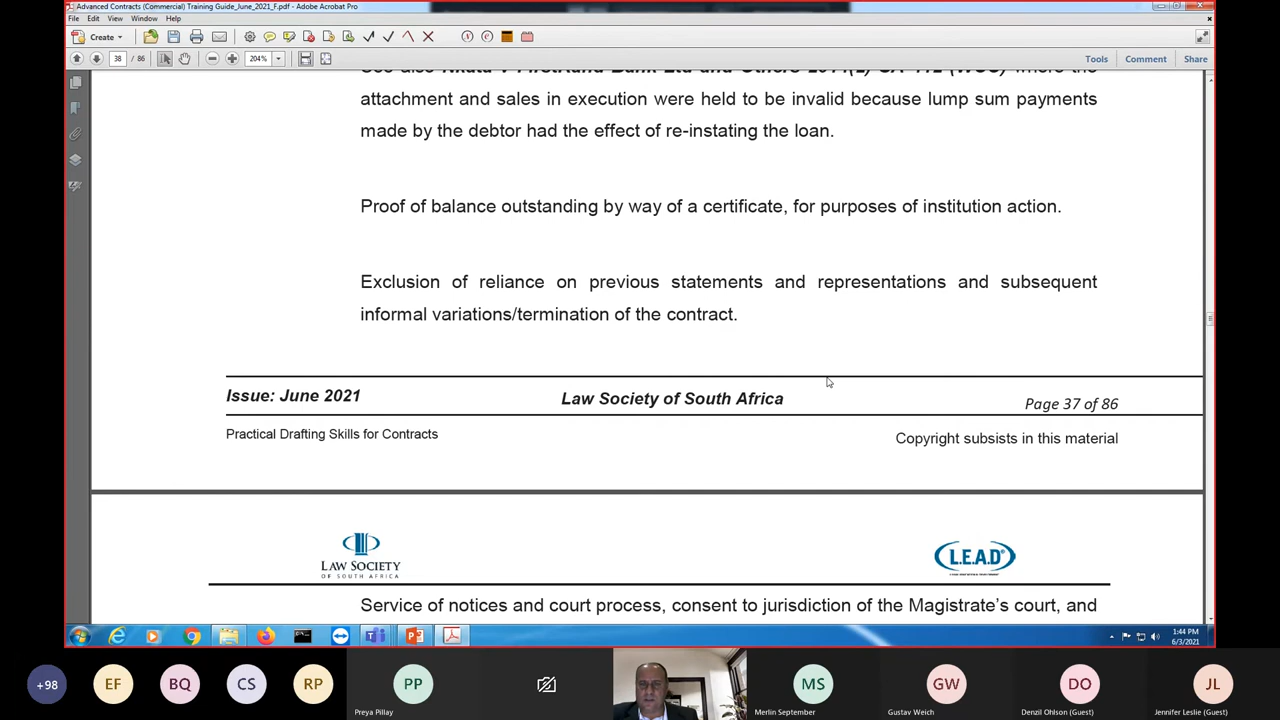 Advanced Contracts (Commercial) Training Guide_June_2021_F.pdf - Adobe Acrobat Pro
File Edit View Window Help
Create
38 / 86 204% Tools Comment Share
attachment and sales in execution were held to be invalid because lump sum payments
made by the debtor had the effect of re-instating the loan.
Proof of balance outstanding by way of a certificate, for purposes of institution action.
Exclusion of reliance on previous statements and representations and subsequent
informal variations/termination of the contract.
Issue: June 2021 Law Society of South Africa Page 37 of 86
Practical Drafting Skills for Contracts Copyright subsists in this material
LAW SOCIETY
OF SOUTH AFRICA
L.E.A.D
Service of notices and court process, consent to jurisdiction of the Magistrate's court, and
1:44 PM
6/3/2021
+98 EF BQ CS RP PP MS GW DO JL
Preya Pillay Merlin September Gustav Weich Denzil Ohlson (Guest) Jennifer Leslie (Guest)